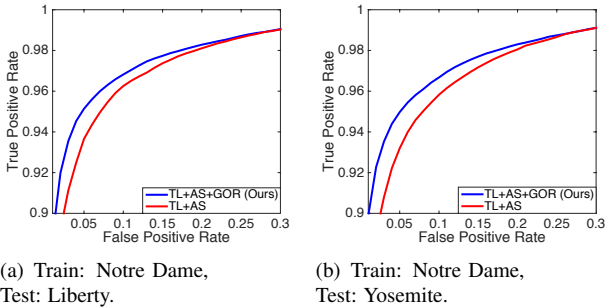 1
0.98
0.96
0.94
0.92
0.9
True Positive Rate
0.05 0.1 0.15 0.2 0.25 0.3
False Positive Rate
TL+AS+GOR (Ours)
TL+AS
(a) Train: Notre Dame,
Test: Liberty.
1
0.98
0.96
0.94
0.92
0.9
True Positive Rate
0.05 0.1 0.15 0.2 0.25 0.3
False Positive Rate
TL+AS+GOR (Ours)
TL+AS
(b) Train: Notre Dame,
Test: Yosemite.